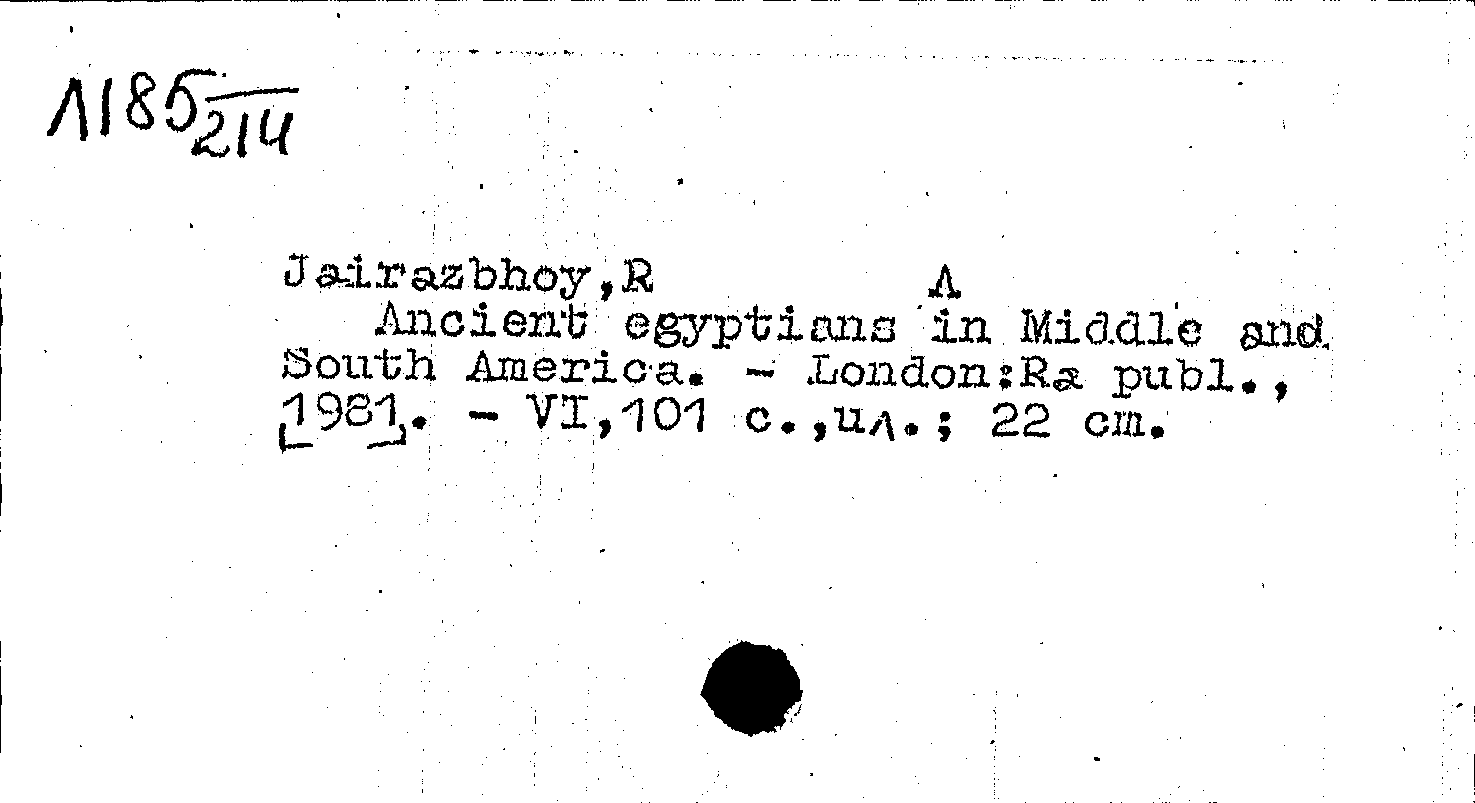 Л185
214
Jairazbhoy,R Л
Ancient egyptians in Middle and
South America. - London:Ra publ.,
[1981]. - VI,101 c.,ил.; 22 cm.